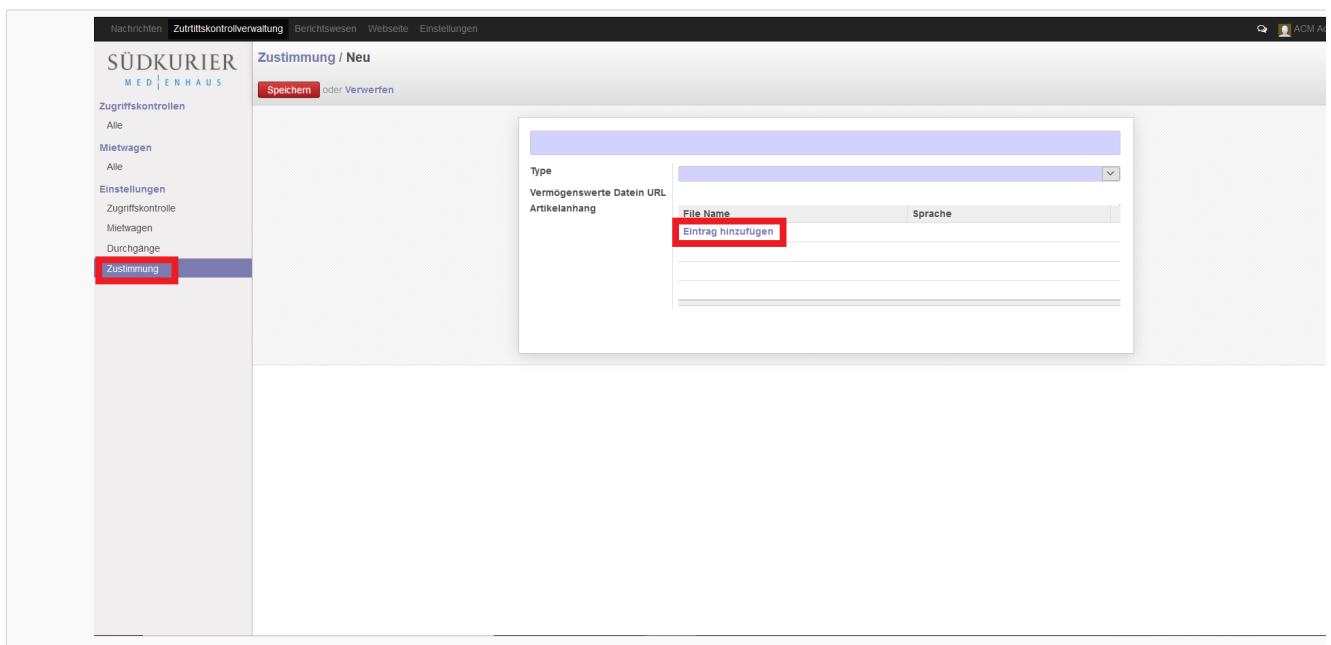 Nachrichten Zutrtittskontrollverwaltung Berichtswesen Webseite Einstellungen ACM
SÜDKURIER
MEDIENHAUS
Zustimmung / Neu
Speichern oder Verwerfen
Zugriffskontrollen
Alle
Mietwagen
Alle
Einstellungen
Zugriffskontrolle
Mietwagen
Durchgänge
Zustimmung
Type
Vermögenswerte Datein URL
Artikelanhang
File Name Sprache
Eintrag hinzufügen